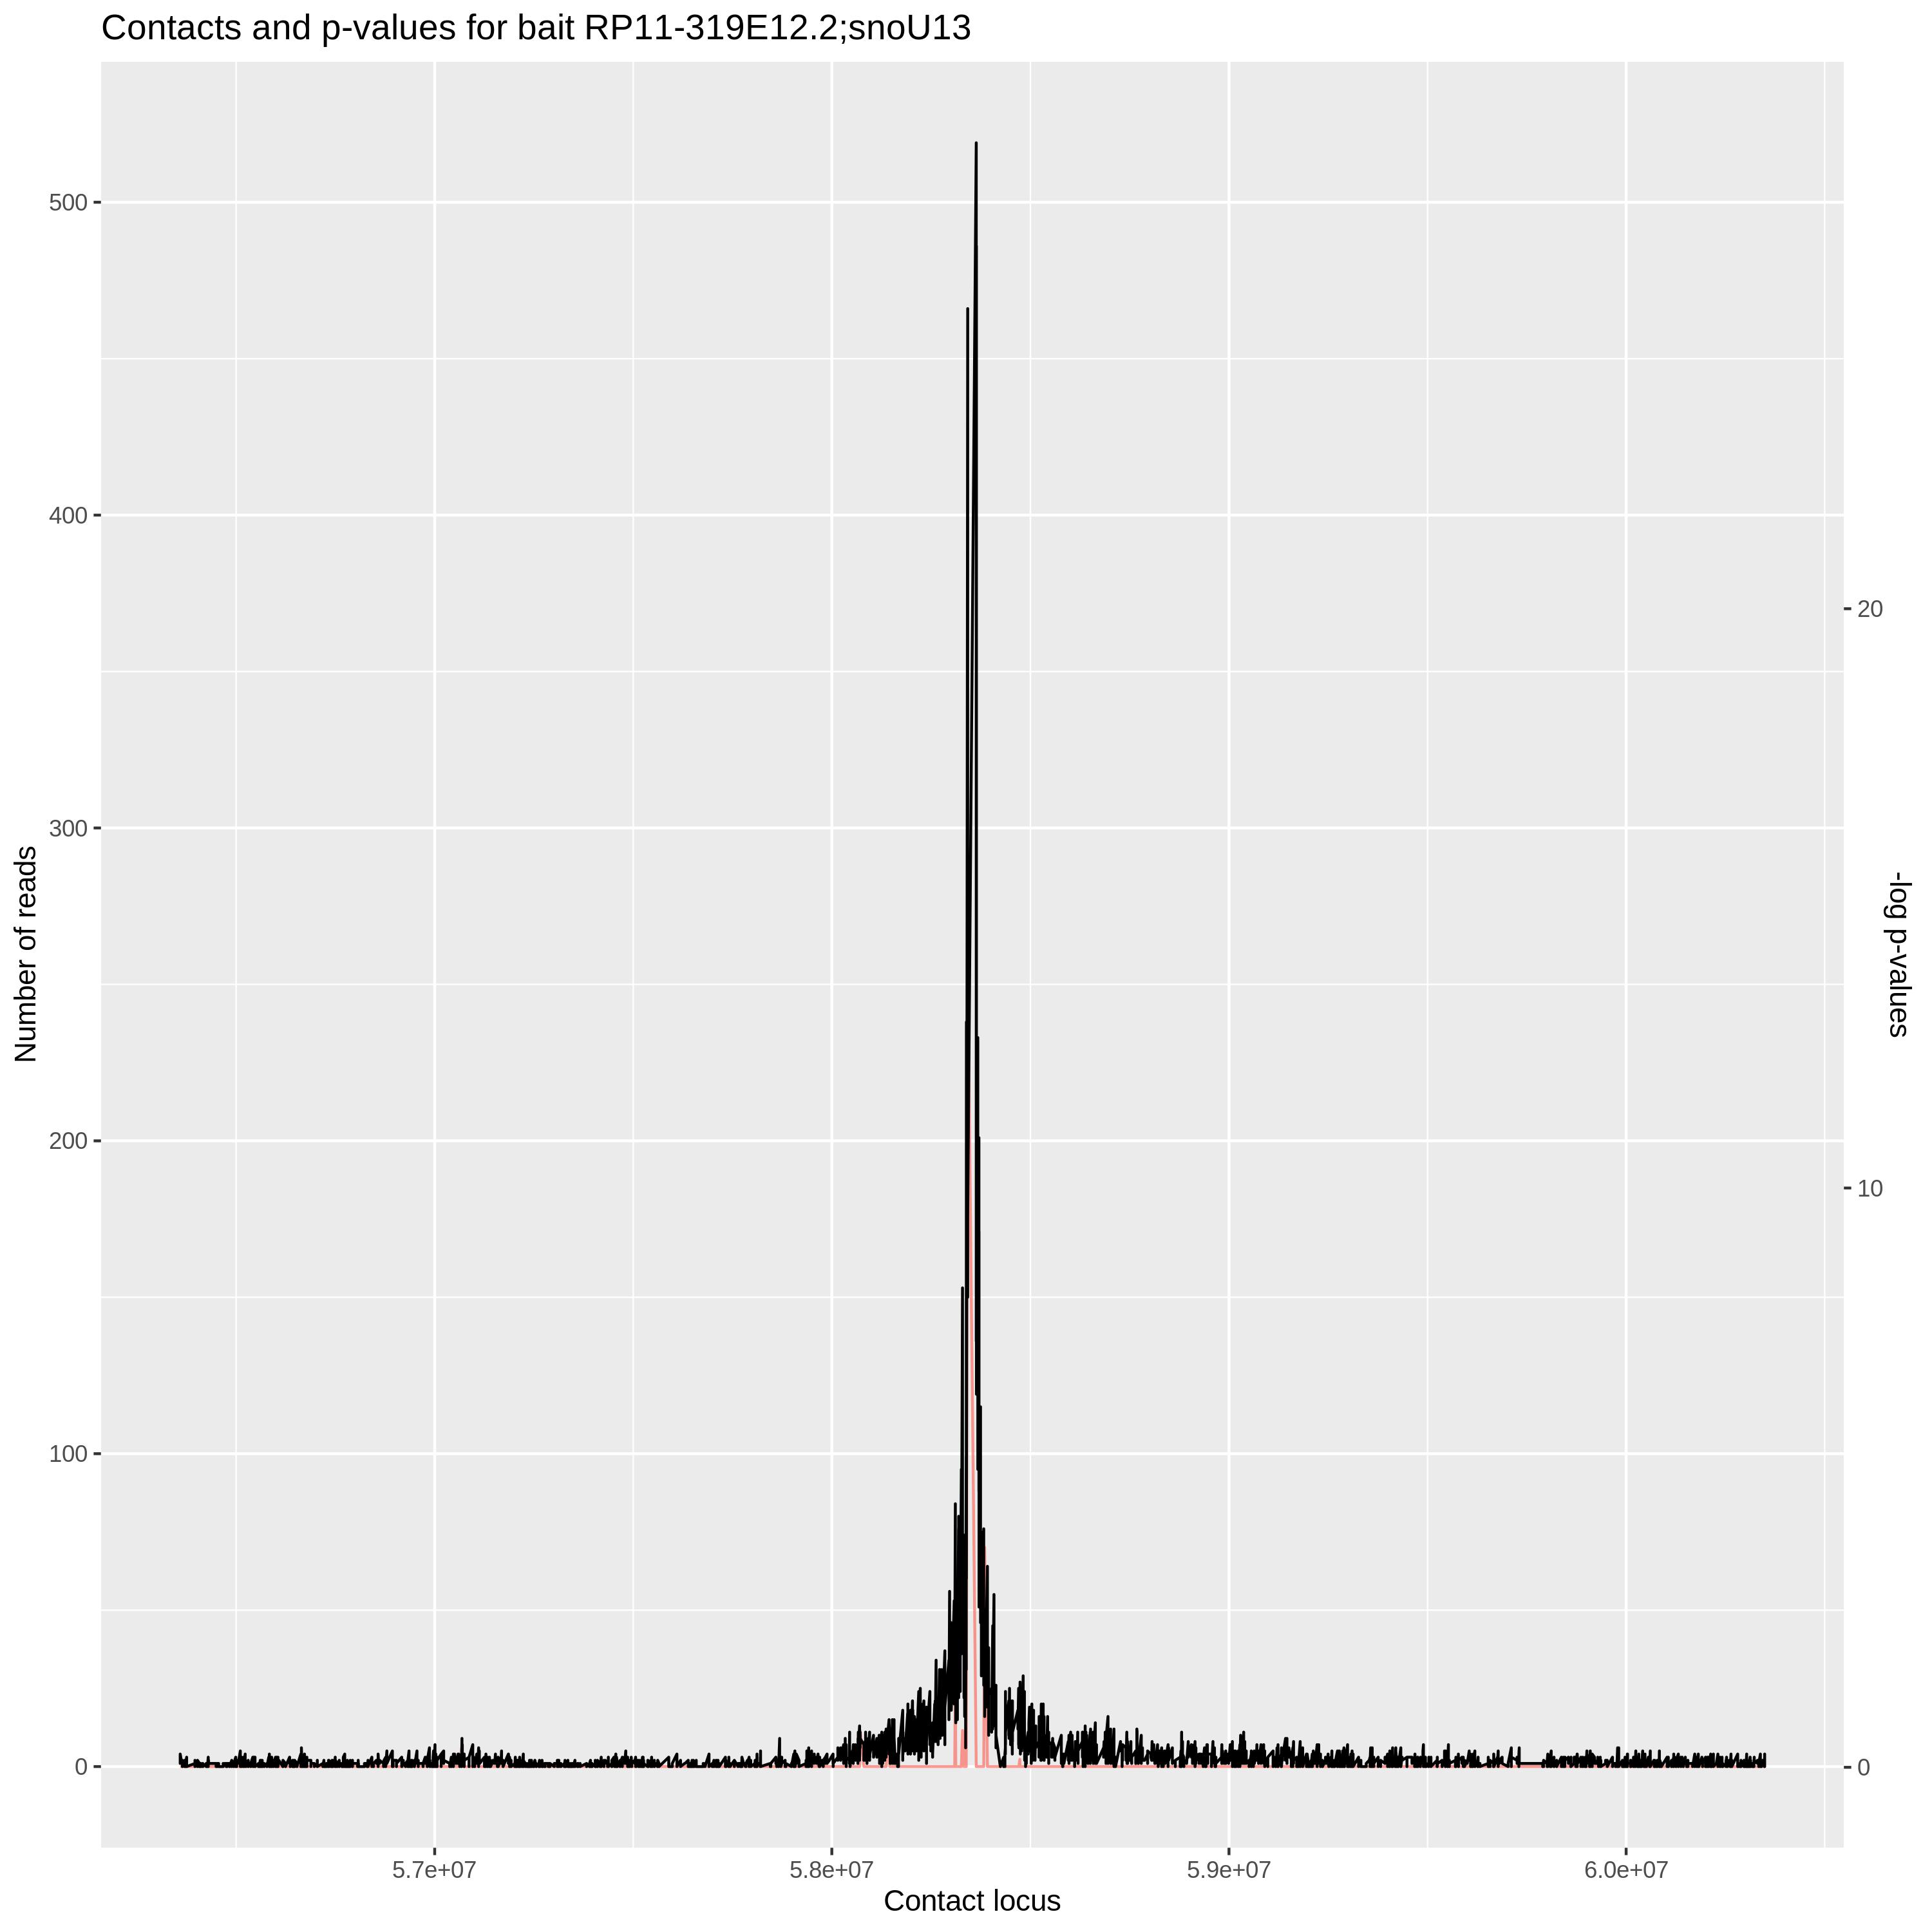 Contacts and p-values for bait RP11-319E12.2;snoU13
500
400
300
200
100
0
Number of reads
20
10
0
-log p-values
5.7e+07
5.8e+07
5.9e+07
6.0e+07
Contact locus